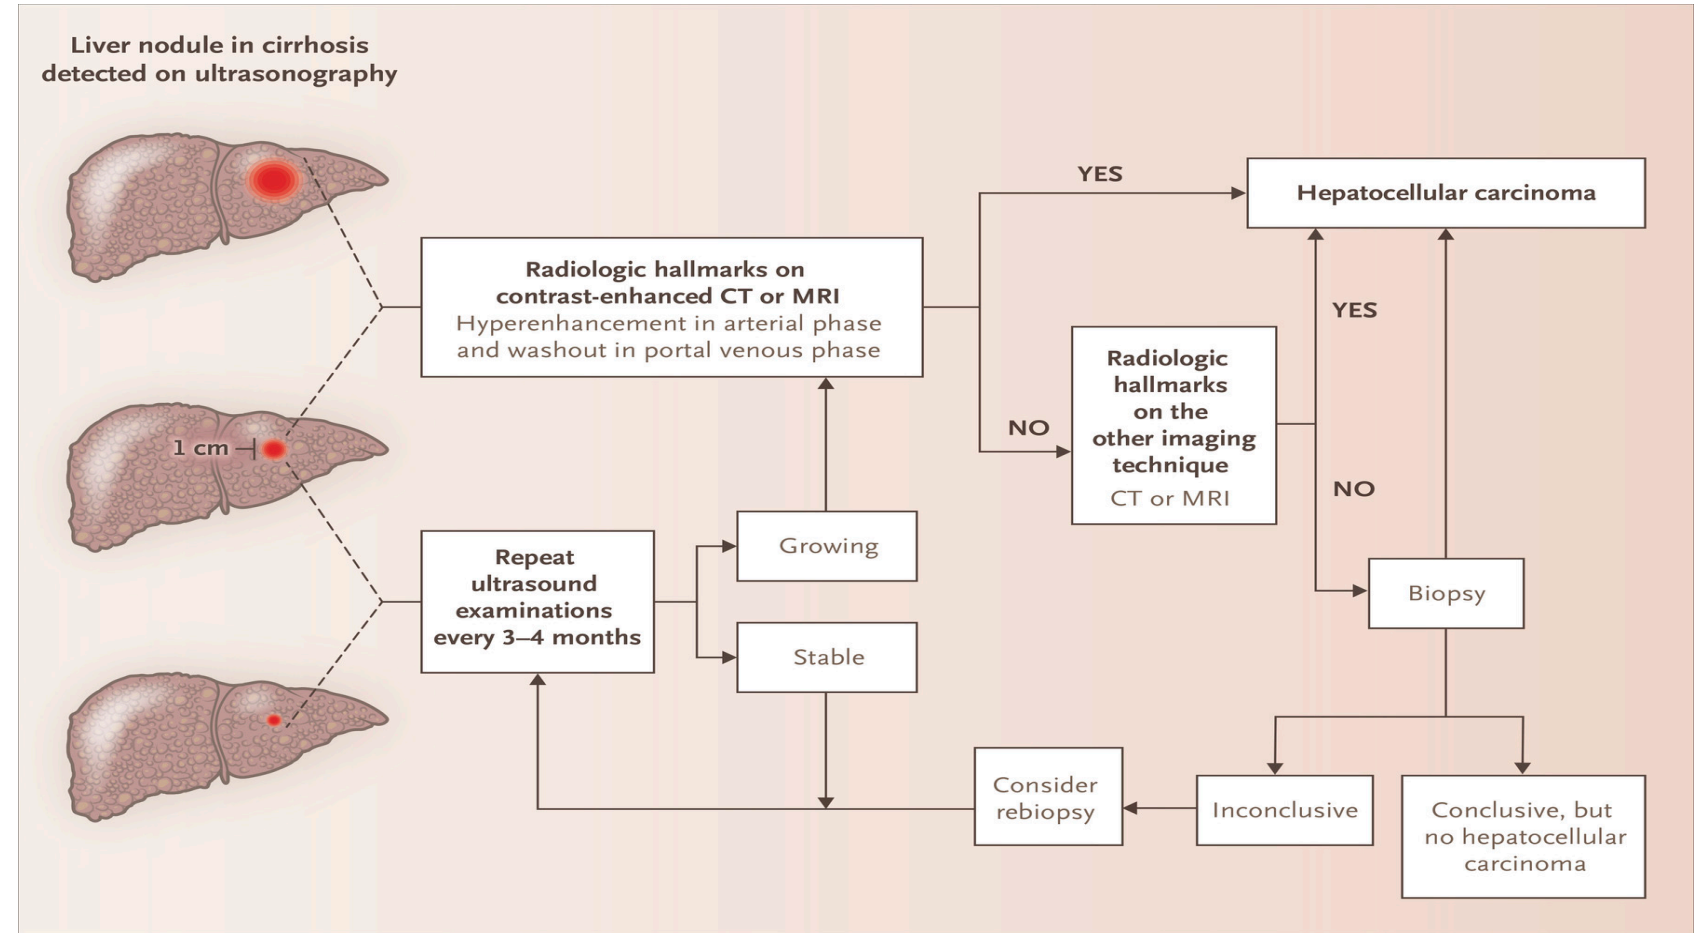 Liver nodule in cirrhosis
detected on ultrasonography
1 cm
Radiologic hallmarks on
contrast-enhanced CT or MRI
Hyperenhancement in arterial phase
and washout in portal venous phase
YES
Hepatocellular carcinoma
NO
Radiologic
hallmarks
on the
other imaging
technique
CT or MRI
YES
NO
Biopsy
Repeat
ultrasound
examinations
every 3–4 months
Growing
Stable
Consider
rebiopsy
Inconclusive
Conclusive, but
no hepatocellular
carcinoma